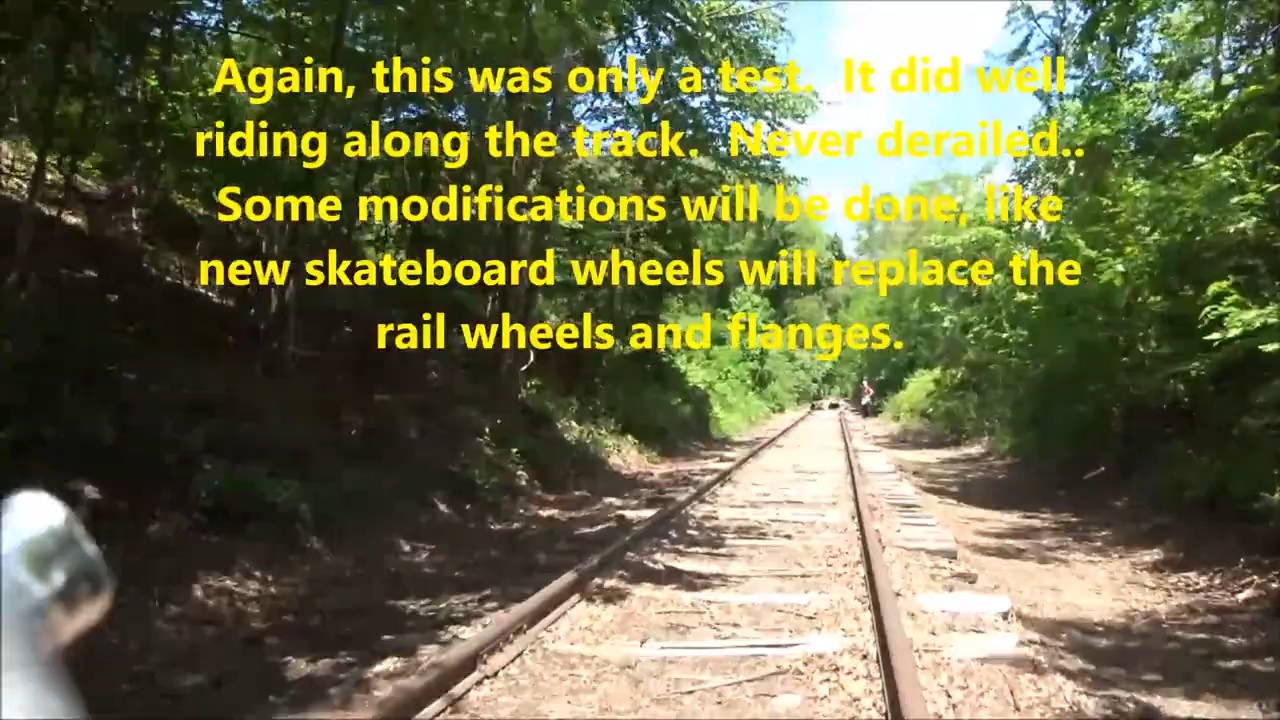 Again, this was only a test.  It did well
riding along the track.  Never derailed..
Some modifications will be done, like
new skateboard wheels will replace the
rail wheels and flanges.